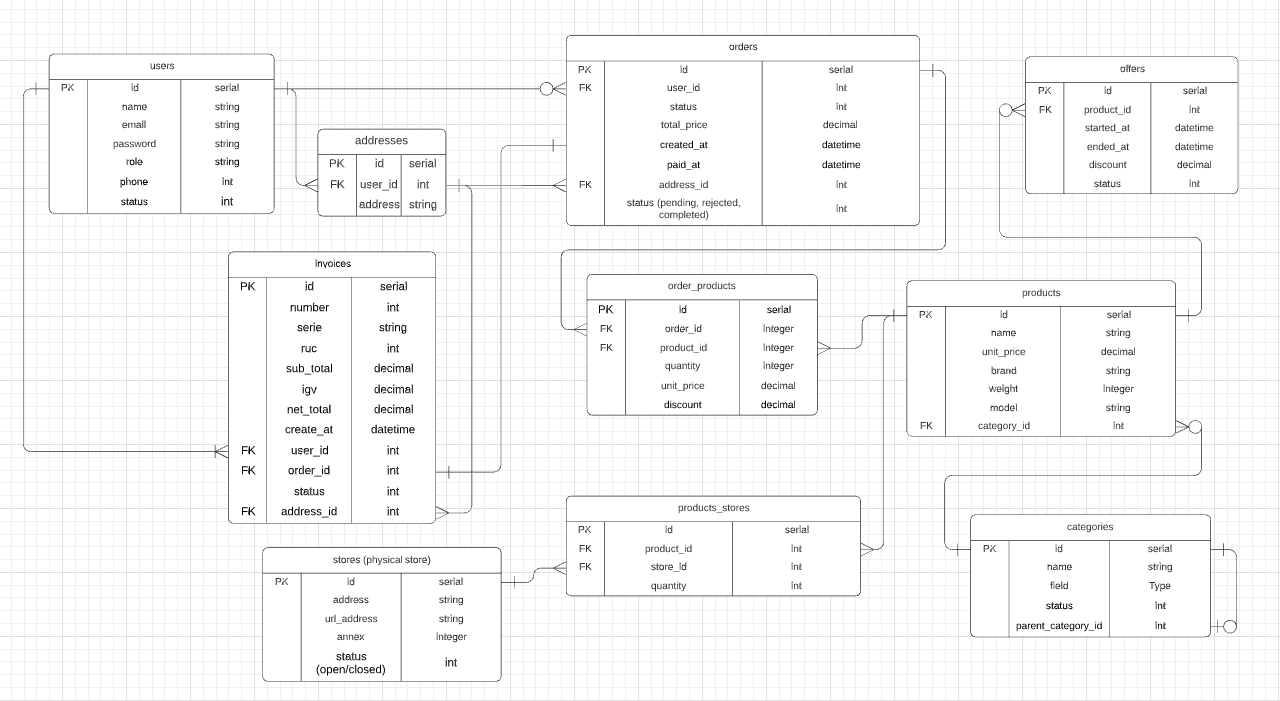 users
PK id serial
name string
email string
password string
role string
phone Int
status int
addresses
PK id serial
FK user_id int
address string
orders
PK id serial
FK user_id Int
status Int
total_price decimal
created_at datetime
paid_at datetime
FK address_id Int
status (pending, rejected,
completed) Int
offers
PK id serial
FK product_id Int
started_at datetime
ended_at datetime
discount decimal
status Int
Invoices
PK id serial
number int
serie string
ruc int
sub_total decimal
igv decimal
net_total decimal
create_at datetime
FK user_id int
FK order_id int
status int
FK address_id int
order_products
PK Id serial
FK order_id Integer
FK product_id Integer
quantity Integer
unit_price decimal
discount decimal
products
PK Id serial
name string
unit_price decimal
brand string
weight Integer
model string
FK category_id Int
stores (physical store)
PK Id serial
address string
url_address string
annex Integer
status
(open/closed) int
products_stores
PK Id serial
FK product_id Int
FK store_id Int
quantity Int
categories
PK Id serial
name string
field Type
status Int
parent_category_id Int